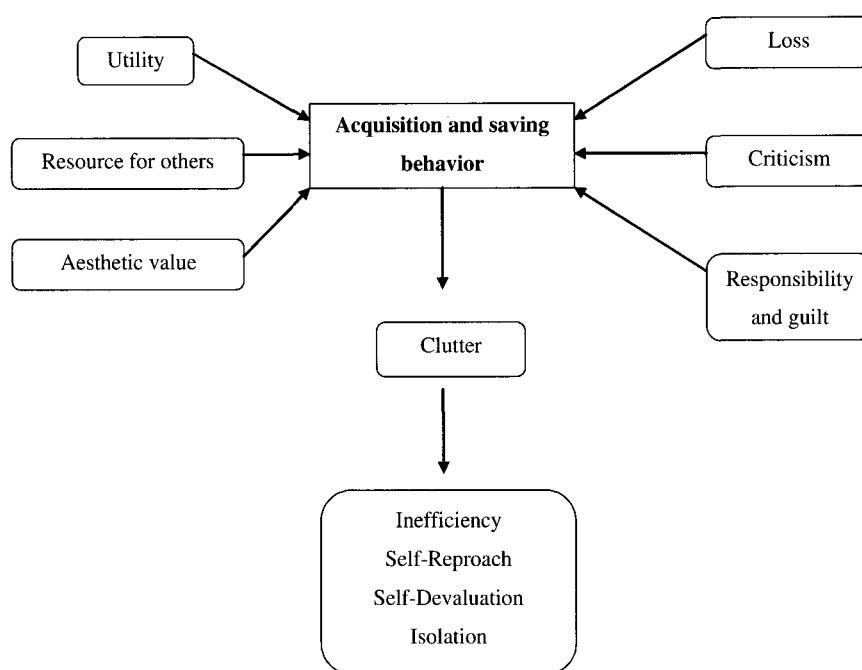 Utility
Resource for others
Aesthetic value
Acquisition and saving
behavior
Loss
Criticism
Responsibility
and guilt
Clutter
Inefficiency
Self-Reproach
Self-Devaluation
Isolation